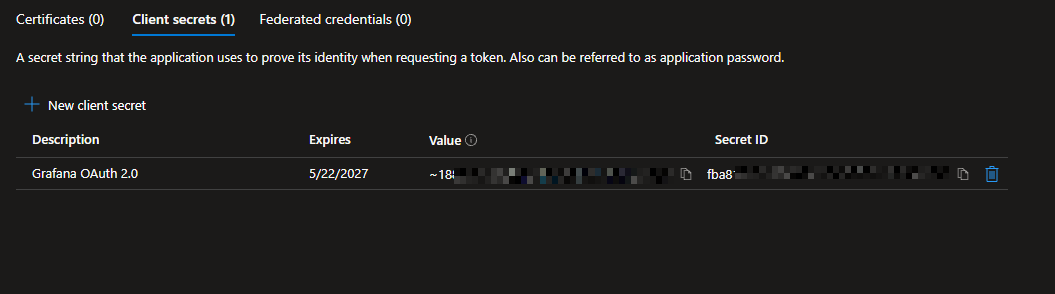 Certificates (0) Client secrets (1) Federated credentials (0)
A secret string that the application uses to prove its identity when requesting a token. Also can be referred to as application password.
New client secret
Description Expires Value Secret ID
Grafana OAuth 2.0 5/22/2027